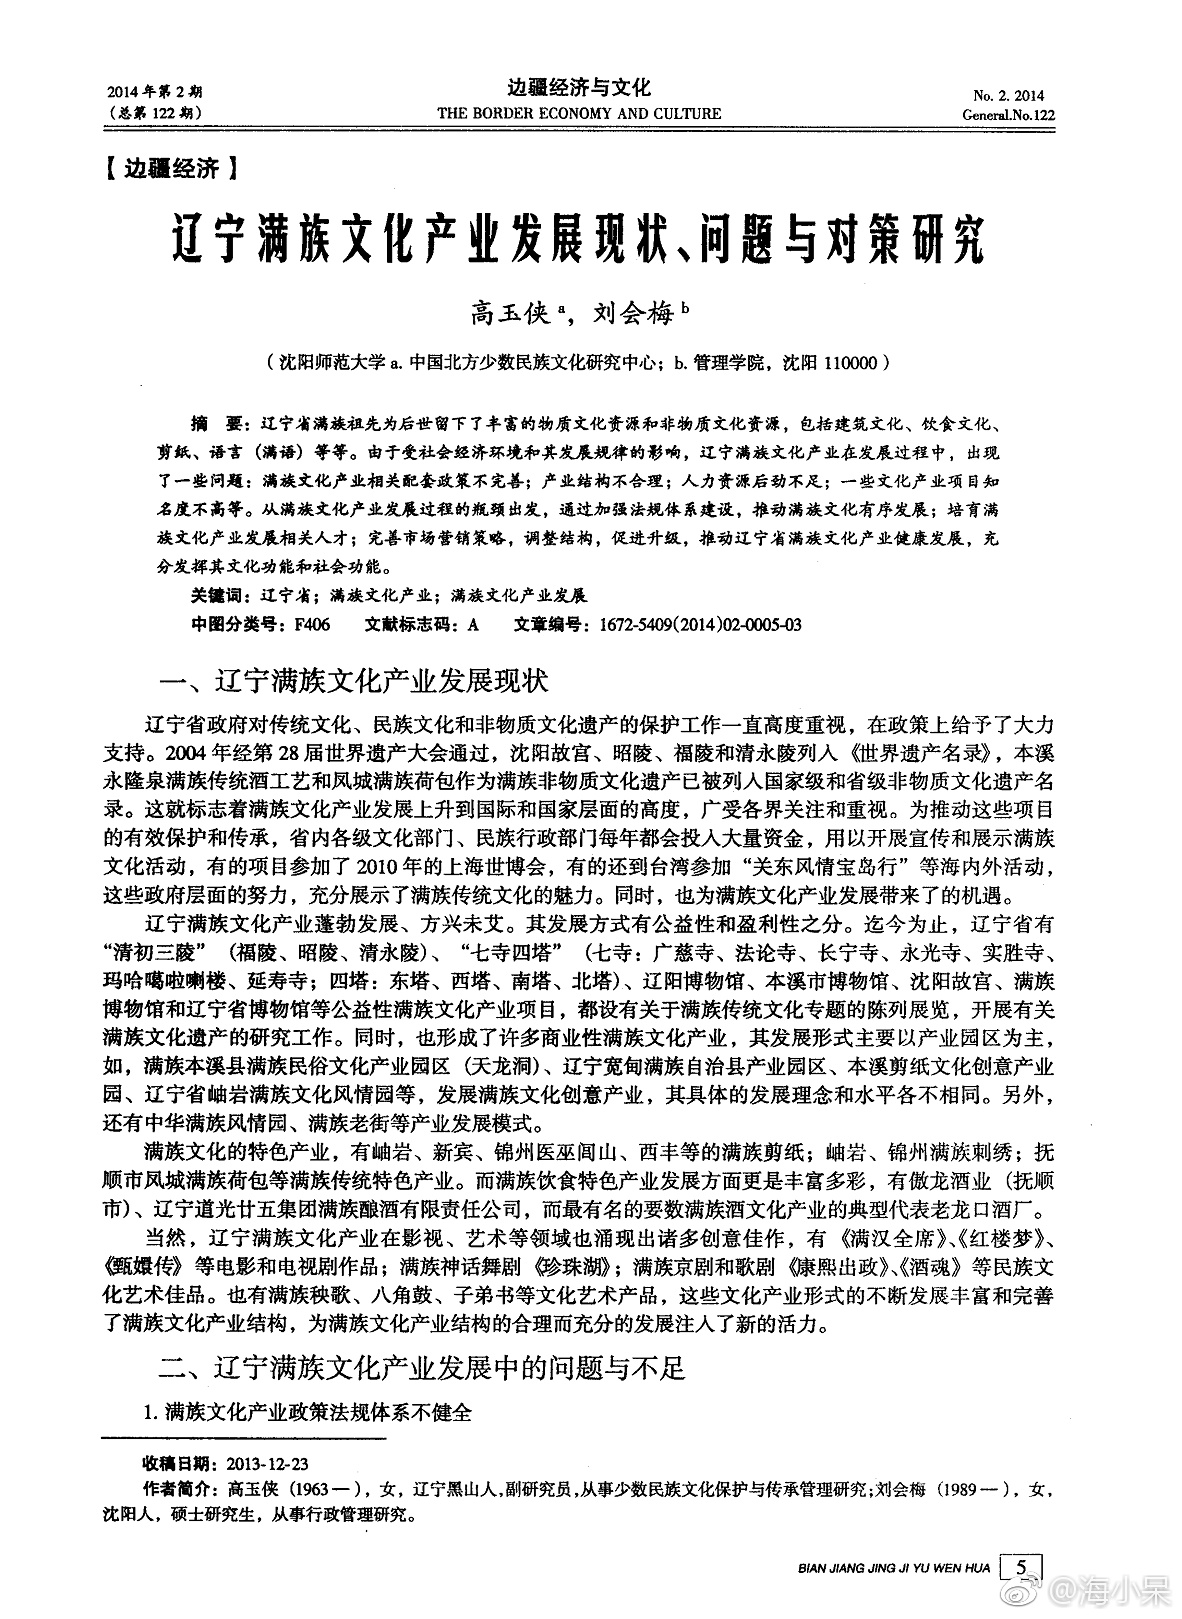 2014年第2期
(总第122期)
边疆经济与文化
THE BORDER ECONOMY AND CULTURE
No. 2. 2014
General.No.122
【边疆经济】
辽宁满族文化产业发展现状、问题与对策研究
高玉侠 a，刘会梅 b
(沈阳师范大学 a. 中国北方少数民族文化研究中心；b. 管理学院，沈阳 110000)
摘 要：辽宁省满族祖先为后世留下了丰富的物质文化资源和非物质文化资源，包括建筑文化、饮食文化、
剪纸、语言（满语）等等。由于受社会经济环境和其发展规律的影响，辽宁满族文化产业在发展过程中，出现
了一些问题：满族文化产业相关配套政策不完善；产业结构不合理；人力资源后劲不足；一些文化产业项目知
名度不高等。从满族文化产业发展过程的瓶颈出发，通过加强法规体系建设，推动满族文化有序发展；培育满
族文化产业发展相关人才；完善市场营销策略，调整结构，促进升级，推动辽宁省满族文化产业健康发展，充
分发挥其文化功能和社会功能。
关键词：辽宁省；满族文化产业；满族文化产业发展
中图分类号：F406 文献标志码：A 文章编号：1672-5409(2014)02-0005-03
一、辽宁满族文化产业发展现状
辽宁省政府对传统文化、民族文化和非物质文化遗产的保护工作一直高度重视，在政策上给予了大力
支持。2004年经第28届世界遗产大会通过，沈阳故宫、昭陵、福陵和清永陵列入《世界遗产名录》，本溪
永隆泉满族传统酒工艺和凤城满族荷包作为满族非物质文化遗产已被列入国家级和省级非物质文化遗产名
录。这就标志着满族文化产业发展上升到国际和国家层面的高度，广受各界关注和重视。为推动这些项目
的有效保护和传承，省内各级文化部门、民族行政部门每年都会投入大量资金，用以开展宣传和展示满族
文化活动，有的项目参加了2010年的上海世博会，有的还到台湾参加“关东风情宝岛行”等海内外活动，
这些政府层面的努力，充分展示了满族传统文化的魅力。同时，也为满族文化产业发展带来了的机遇。
辽宁满族文化产业蓬勃发展、方兴未艾。其发展方式有公益性和盈利性之分。迄今为止，辽宁省有
“清初三陵”（福陵、昭陵、清永陵）、“七寺四塔”（七寺：广慈寺、法论寺、长宁寺、永光寺、实胜寺、
玛哈噶啦喇楼、延寿寺；四塔：东塔、西塔、南塔、北塔）、辽阳博物馆、本溪市博物馆、沈阳故宫、满族
博物馆和辽宁省博物馆等公益性满族文化产业项目，都设有关于满族传统文化专题的陈列展览，开展有关
满族文化遗产的研究工作。同时，也形成了许多商业性满族文化产业，其发展形式主要以产业园区为主，
如，满族本溪县满族民俗文化产业园区（天龙洞）、辽宁宽甸满族自治县产业园区、本溪剪纸文化创意产业
园、辽宁省岫岩满族文化风情园等，发展满族文化创意产业，其具体的发展理念和水平各不相同。另外，
还有中华满族风情园、满族老街等产业发展模式。
满族文化的特色产业，有岫岩、新宾、锦州医巫闾山、西丰等的满族剪纸；岫岩、锦州满族刺绣；抚
顺市凤城满族荷包等满族传统特色产业。而满族饮食特色产业发展方面更是丰富多彩，有傲龙酒业（抚顺
市）、辽宁道光廿五集团满族酿酒有限责任公司，而最有名的要数满族酒文化产业的典型代表老龙口酒厂。
当然，辽宁满族文化产业在影视、艺术等领域也涌现出诸多创意佳作，有《满汉全席》、《红楼梦》、
《甄嬛传》等电影和电视剧作品；满族神话舞剧《珍珠湖》；满族京剧和歌剧《康熙出政》、《酒魂》等民族文
化艺术佳品。也有满族秧歌、八角鼓、子弟书等文化艺术产品，这些文化产业形式的不断发展丰富和完善
了满族文化产业结构，为满族文化产业结构的合理而充分的发展注入了新的活力。
二、辽宁满族文化产业发展中的问题与不足
1. 满族文化产业政策法规体系不健全
收稿日期：2013-12-23
作者简介：高玉侠（1963—），女，辽宁黑山人,副研究员,从事少数民族文化保护与传承管理研究;刘会梅（1989—），女，
沈阳人，硕士研究生，从事行政管理研究。
BIAN JIANG JING JI YU WEN HUA 5
@海小呆